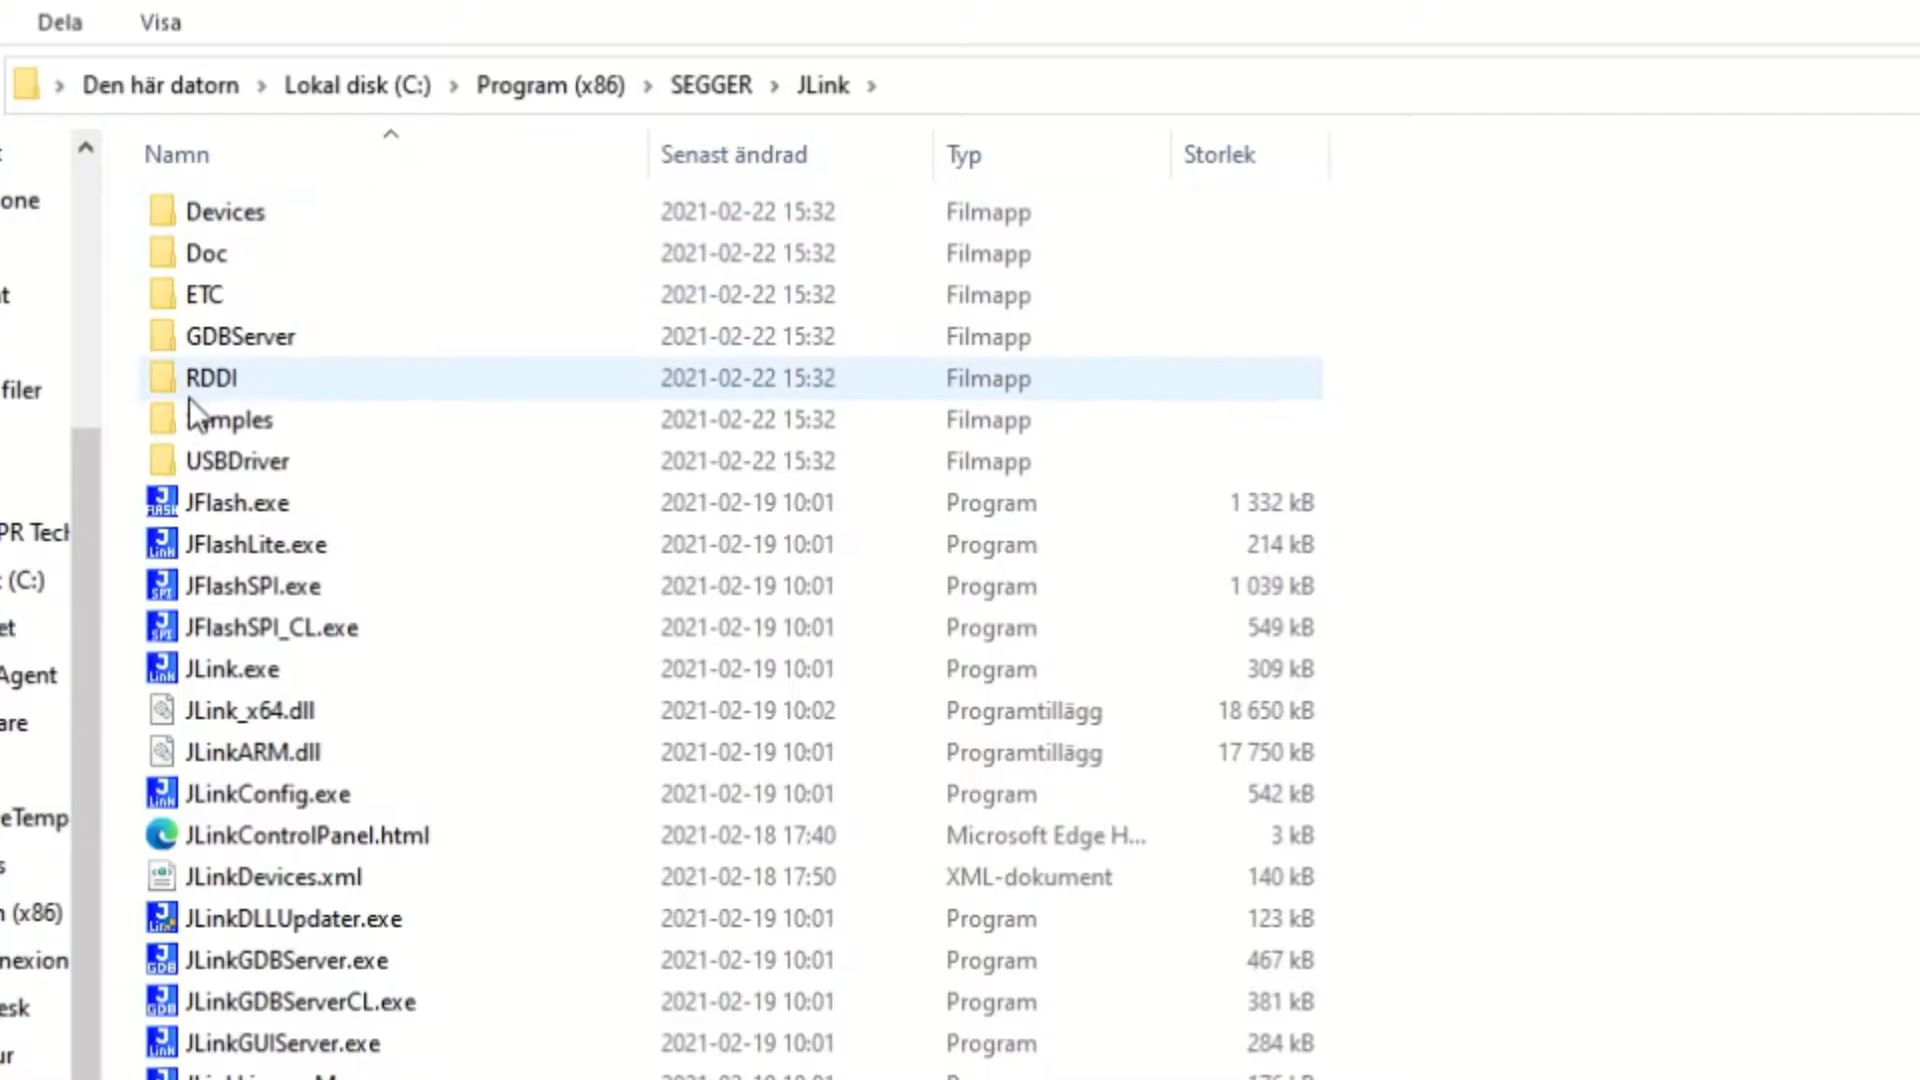 Dela Visa
Den här datorn Lokal disk (C:) Program (x86) SEGGER JLink
Namn Senast ändrad Typ Storlek
Devices 2021-02-22 15:32 Filmapp
one
Doc 2021-02-22 15:32 Filmapp
ETC 2021-02-22 15:32 Filmapp
GDBServer 2021-02-22 15:32 Filmapp
RDDI 2021-02-22 15:32 Filmapp
filer
mples 2021-02-22 15:32 Filmapp
USBDriver 2021-02-22 15:32 Filmapp
JFlash.exe 2021-02-19 10:01 Program 1 332 kB
PR Tech
JFlashLite.exe 2021-02-19 10:01 Program 214 kB
(C:)
JFlashSPI.exe 2021-02-19 10:01 Program 1 039 kB
et
JFlashSPI_CL.exe 2021-02-19 10:01 Program 549 kB
Agent
JLink.exe 2021-02-19 10:01 Program 309 kB
are
JLink_x64.dll 2021-02-19 10:02 Programtillägg 18 650 kB
JLinkARM.dll 2021-02-19 10:01 Programtillägg 17 750 kB
JLinkConfig.exe 2021-02-19 10:01 Program 542 kB
eTemp
JLinkControlPanel.html 2021-02-18 17:40 Microsoft Edge H... 3 kB
s
JLinkDevices.xml 2021-02-18 17:50 XML-dokument 140 kB
(x86)
JLinkDLLUpdater.exe 2021-02-19 10:01 Program 123 kB
nexion
JLinkGDBServer.exe 2021-02-19 10:01 Program 467 kB
esk
JLinkGDBServerCL.exe 2021-02-19 10:01 Program 381 kB
ur
JLinkGUIServer.exe 2021-02-19 10:01 Program 284 kB